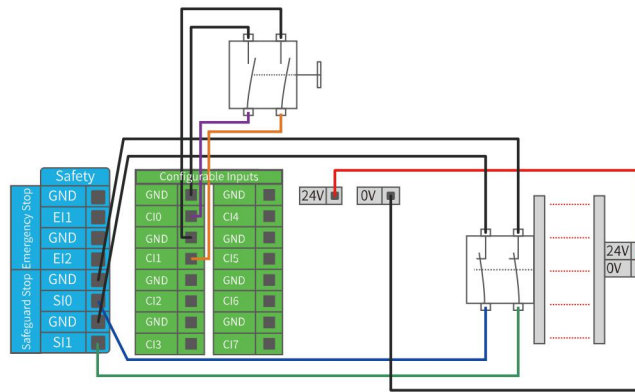 Safety
Emergency Stop
GND
EI1
GND
EI2
Safeguard Stop
GND
SI0
GND
SI1
Configurable Inputs
GND
CI0
GND
CI1
GND
CI2
GND
CI3
GND
CI4
GND
CI5
GND
CI6
GND
CI7
24V
0V
24V
0V